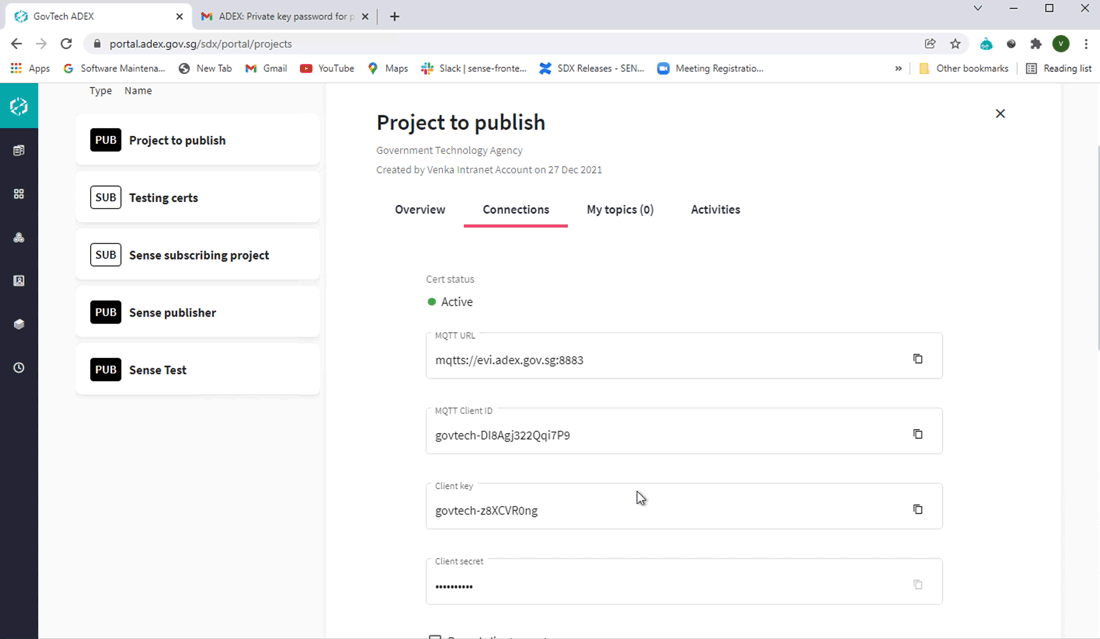 GovTech ADEX
ADEX: Private key password for p
portal.adex.gov.sg/sdx/portal/projects
V
Apps
Software Maintena...
New Tab
Gmail
YouTube
Maps
Slack | sense-fronte...
SDX Releases - SEN...
Meeting Registratio...
»
Other bookmarks
Reading list
Type Name
PUB Project to publish
SUB Testing certs
SUB Sense subscribing project
PUB Sense publisher
PUB Sense Test
Project to publish
Government Technology Agency
Created by Venka Intranet Account on 27 Dec 2021
Overview
Connections
My topics (0)
Activities
Cert status
Active
MQTT URL
mqtts://evi.adex.gov.sg:8883
MQTT Client ID
govtech-DI8Agj322Qqi7P9
Client key
govtech-z8XCVR0ng
Client secret
••••••••••